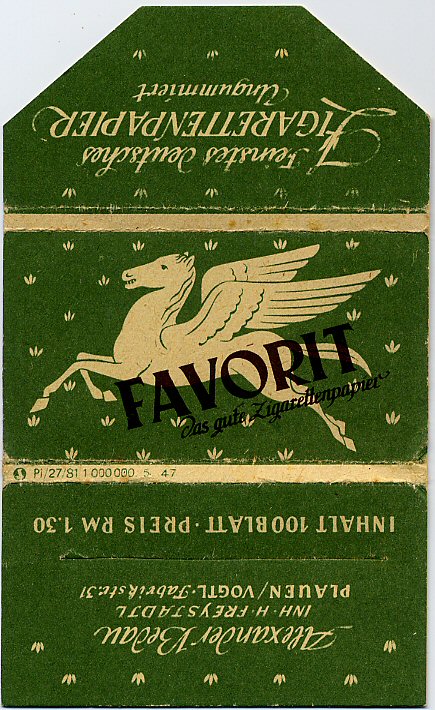 Feinstes deutsches
ZIGARETTENPAPIER
Ungummiert
FAVORIT
Das gute Zigarettenpapier
Pl/27/81 1 000 000 5. 47
INHALT 100 BLATT · PREIS RM 1.30
Alexander Bedau
INH · H · FREYSTADTL
PLAUEN/VOGTL · Fabrikstr. 31